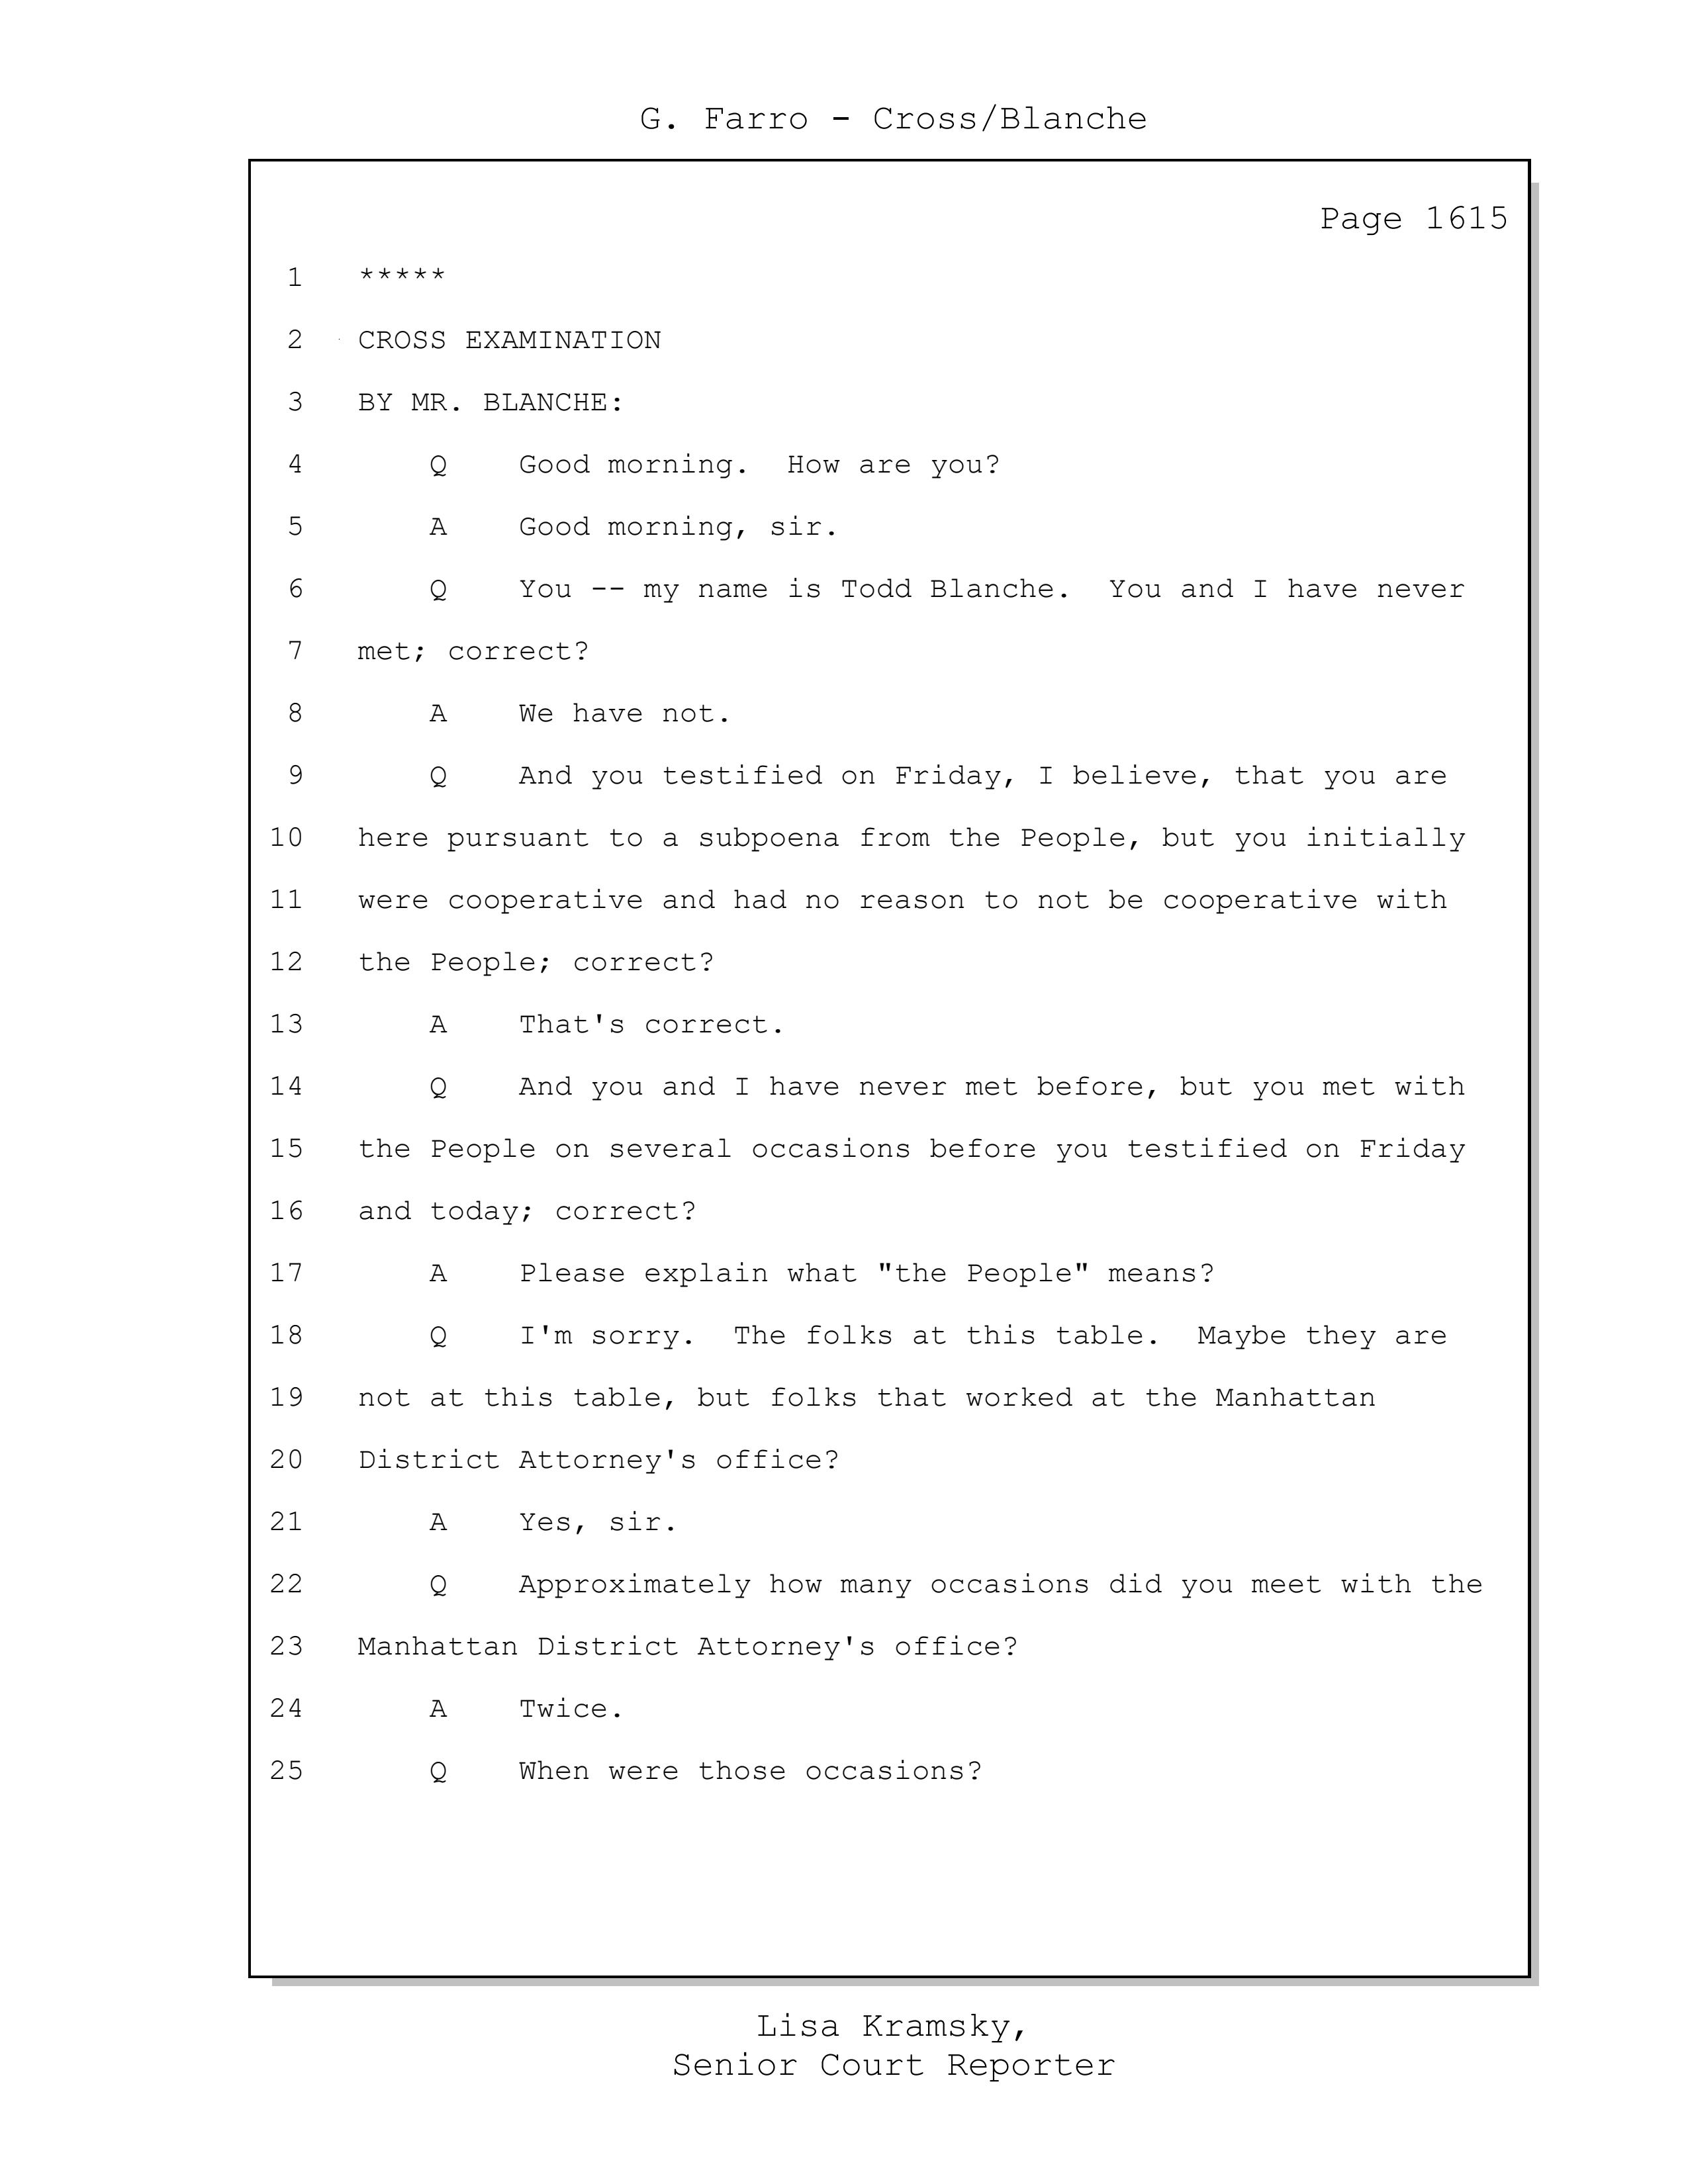 G. Farro - Cross/Blanche
Page 1615
1 *****
2 CROSS EXAMINATION
3 BY MR. BLANCHE:
4 Q Good morning. How are you?
5 A Good morning, sir.
6 Q You -- my name is Todd Blanche. You and I have never
7 met; correct?
8 A We have not.
9 Q And you testified on Friday, I believe, that you are
10 here pursuant to a subpoena from the People, but you initially
11 were cooperative and had no reason to not be cooperative with
12 the People; correct?
13 A That's correct.
14 Q And you and I have never met before, but you met with
15 the People on several occasions before you testified on Friday
16 and today; correct?
17 A Please explain what "the People" means?
18 Q I'm sorry. The folks at this table. Maybe they are
19 not at this table, but folks that worked at the Manhattan
20 District Attorney's office?
21 A Yes, sir.
22 Q Approximately how many occasions did you meet with the
23 Manhattan District Attorney's office?
24 A Twice.
25 Q When were those occasions?
Lisa Kramsky,
Senior Court Reporter